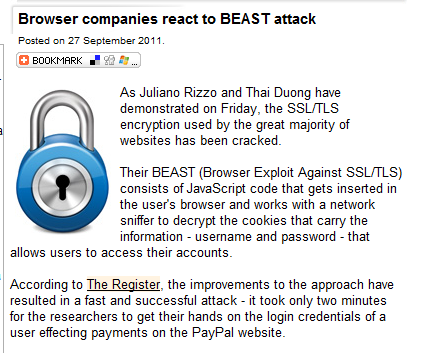 Browser companies react to BEAST attack
Posted on 27 September 2011.
BOOKMARK ...
As Juliano Rizzo and Thai Duong have
demonstrated on Friday, the SSL/TLS
encryption used by the great majority of
websites has been cracked.
Their BEAST (Browser Exploit Against SSL/TLS)
consists of JavaScript code that gets inserted in
the user's browser and works with a network
sniffer to decrypt the cookies that carry the
information - username and password - that
allows users to access their accounts.
According to The Register, the improvements to the approach have
resulted in a fast and successful attack - it took only two minutes
for the researchers to get their hands on the login credentials of a
user effecting payments on the PayPal website.